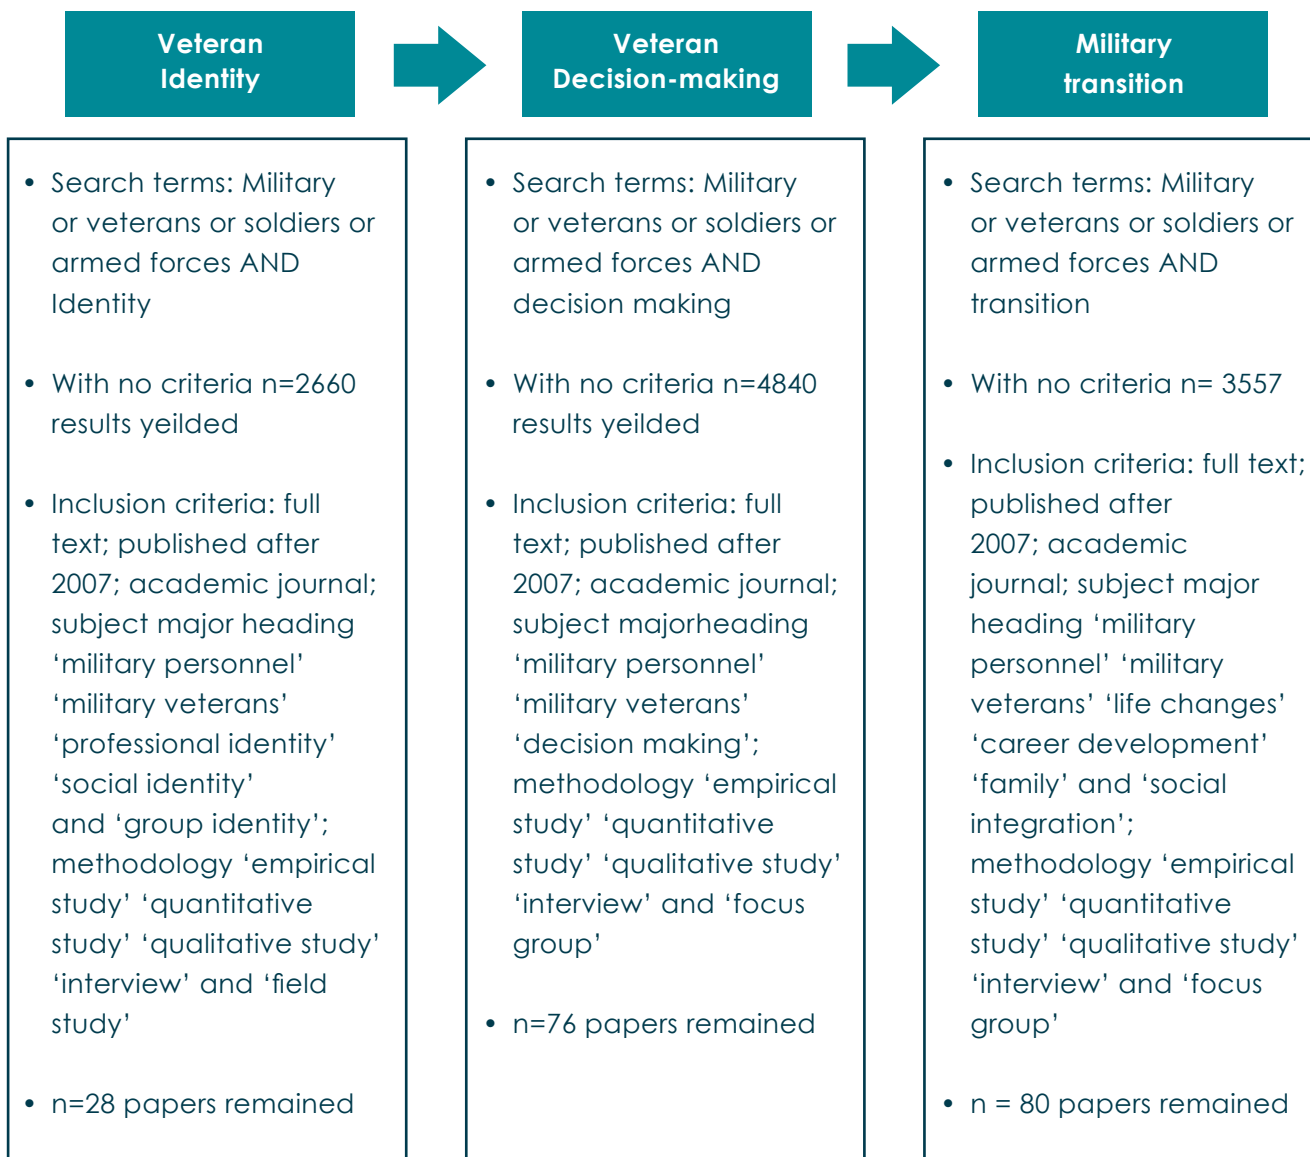 Veteran
Identity
Veteran
Decision-making
Military
transition
• Search terms: Military
or veterans or soldiers or
armed forces AND
Identity
• With no criteria n=2660
results yeilded
• Inclusion criteria: full
text; published after
2007; academic journal;
subject major heading
‘military personnel’
‘military veterans’
‘professional identity’
‘social identity’
and ‘group identity’;
methodology ‘empirical
study’ ‘quantitative
study’ ‘qualitative study’
‘interview’ and ‘field
study’
• n=28 papers remained
• Search terms: Military
or veterans or soldiers or
armed forces AND
decision making
• With no criteria n=4840
results yeilded
• Inclusion criteria: full
text; published after
2007; academic journal;
subject majorheading
‘military personnel’
‘military veterans’
‘decision making’;
methodology ‘empirical
study’ ‘quantitative
study’ ‘qualitative study’
‘interview’ and ‘focus
group’
• n=76 papers remained
• Search terms: Military
or veterans or soldiers or
armed forces AND
transition
• With no criteria n= 3557
• Inclusion criteria: full text;
published after
2007; academic
journal; subject major
heading ‘military
personnel’ ‘military
veterans’ ‘life changes’
‘career development’
‘family’ and ‘social
integration’;
methodology ‘empirical
study’ ‘quantitative
study’ ‘qualitative study’
‘interview’ and ‘focus
group’
• n = 80 papers remained